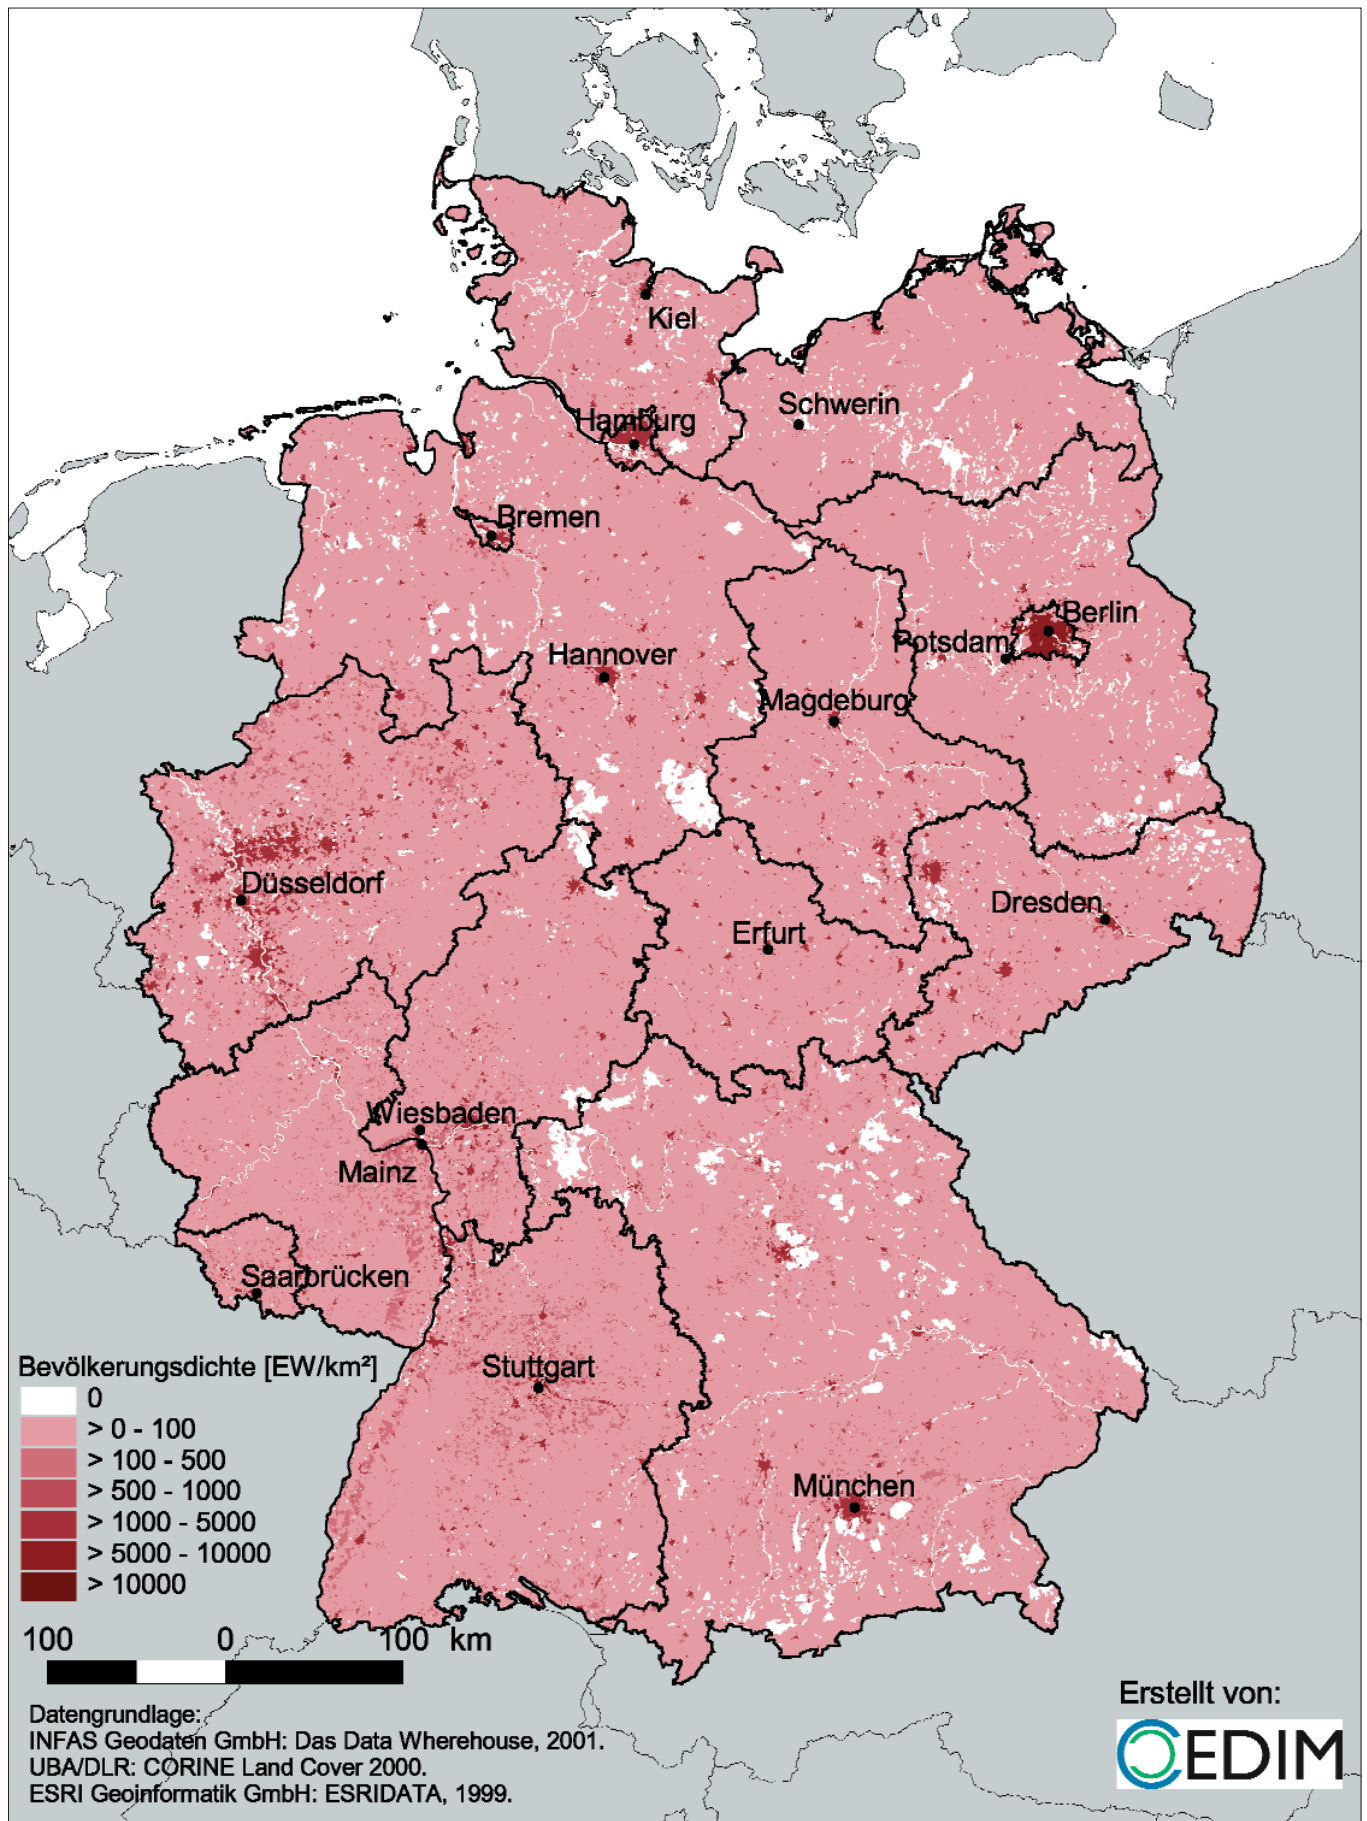 Kiel
Schwerin
Hamburg
Bremen
Berlin
Potsdam
Hannover
Magdeburg
Düsseldorf
Dresden
Erfurt
Wiesbaden
Mainz
Saarbrücken
Stuttgart
München
Bevölkerungsdichte [EW/km²]
0
> 0 - 100
> 100 - 500
> 500 - 1000
> 1000 - 5000
> 5000 - 10000
> 10000
100 0 100 km
Datengrundlage:
INFAS Geodaten GmbH: Das Data Wherehouse, 2001.
UBA/DLR: CORINE Land Cover 2000.
ESRI Geoinformatik GmbH: ESRIDATA, 1999.
Erstellt von:
CEDIM